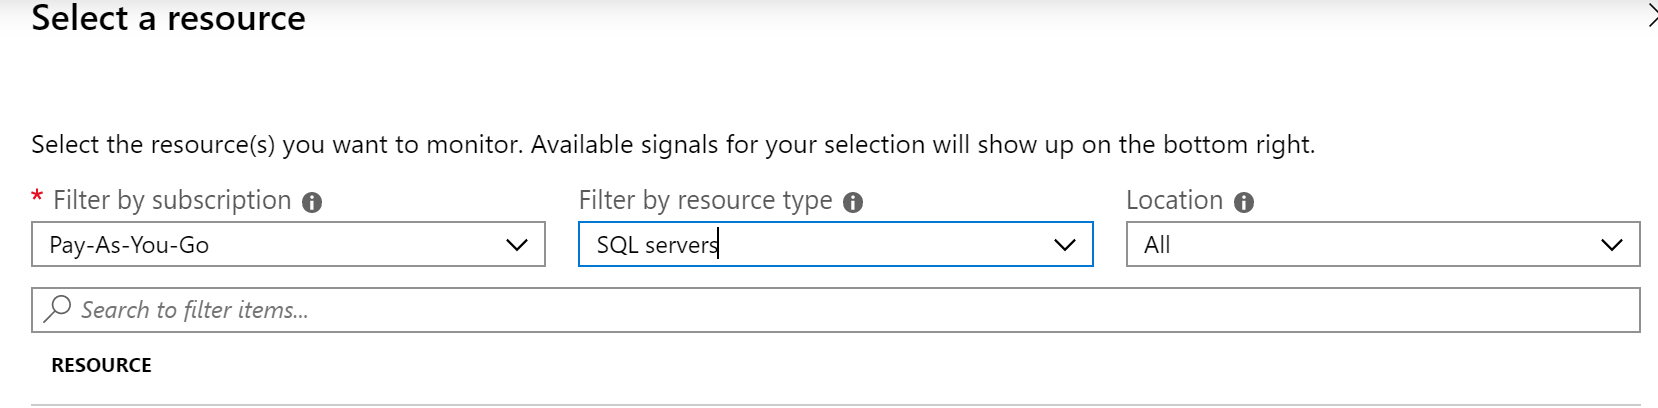 Select a resource
Select the resource(s) you want to monitor. Available signals for your selection will show up on the bottom right.
* Filter by subscription
Filter by resource type
Location
Pay-As-You-Go
SQL servers
All
Search to filter items...
RESOURCE